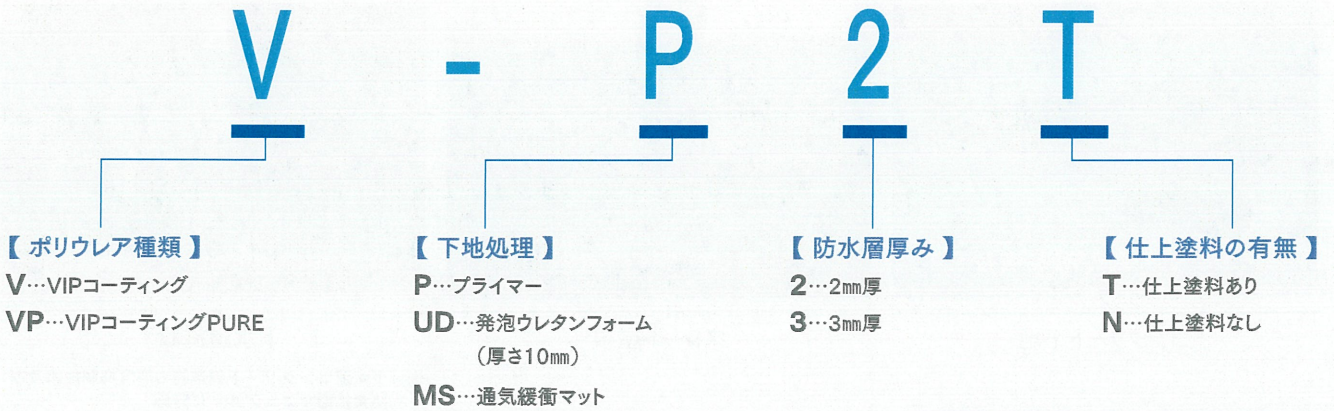 V - P 2 T
【 ポリウレア種類 】
V…VIPコーティング
VP…VIPコーティングPURE
【 下地処理 】
P…プライマー
UD…発泡ウレタンフォーム
（厚さ10㎜）
MS…通気緩衝マット
【 防水層厚み 】
2…2㎜厚
3…3㎜厚
【 仕上塗料の有無 】
T…仕上塗料あり
N…仕上塗料なし